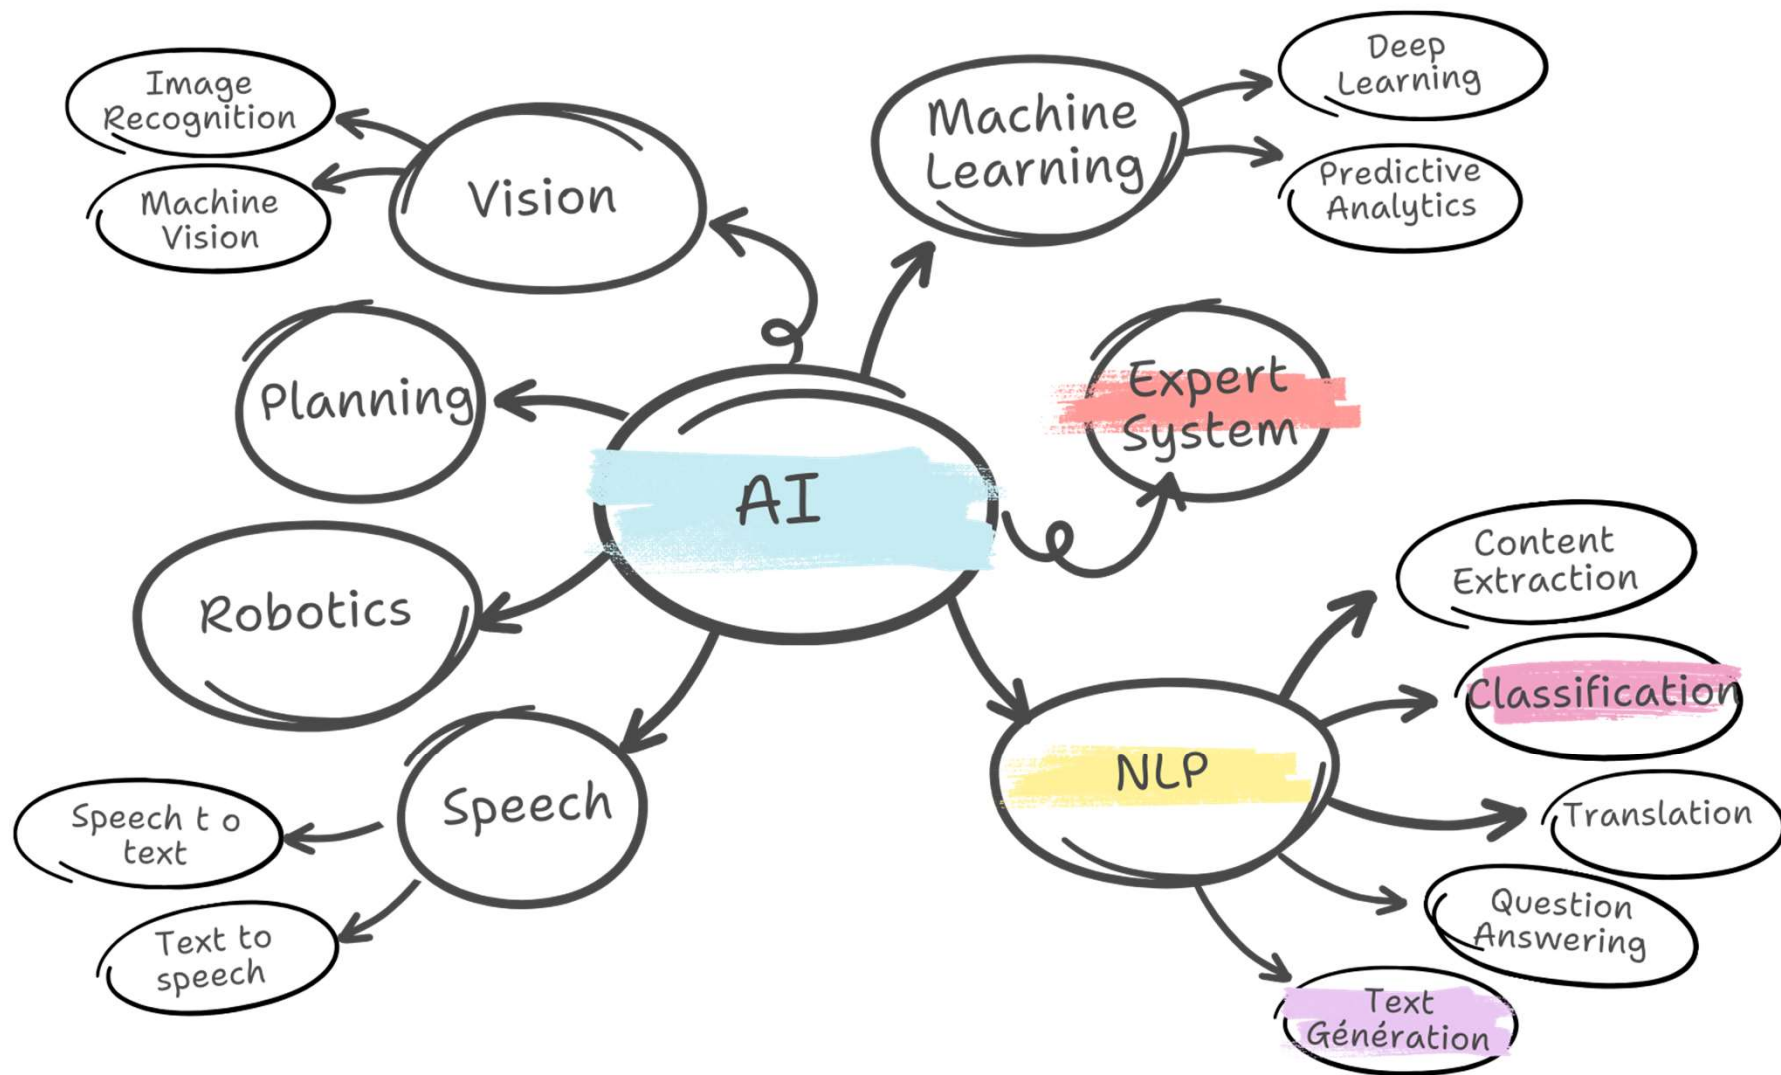 Image
Recognition
Machine
Vision
Vision
Machine
Learning
Deep
Learning
Predictive
Analytics
Planning
Expert
System
AI
Robotics
Speech
Speech t o
text
Text to
speech
NLP
Content
Extraction
Classification
Translation
Question
Answering
Text
Génération